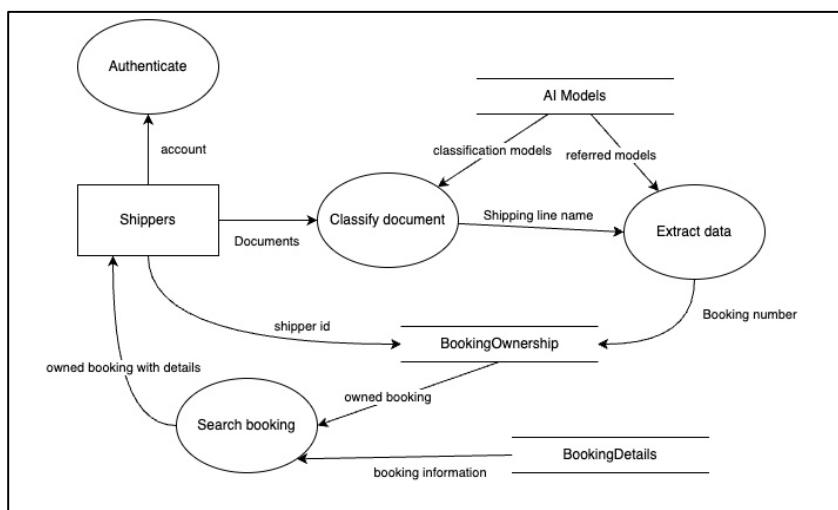 Authenticate
AI Models
account
classification models
referred models
Shippers
Documents
Classify document
Shipping line name
Extract data
shipper id
Booking number
BookingOwnership
owned booking with details
owned booking
Search booking
BookingDetails
booking information